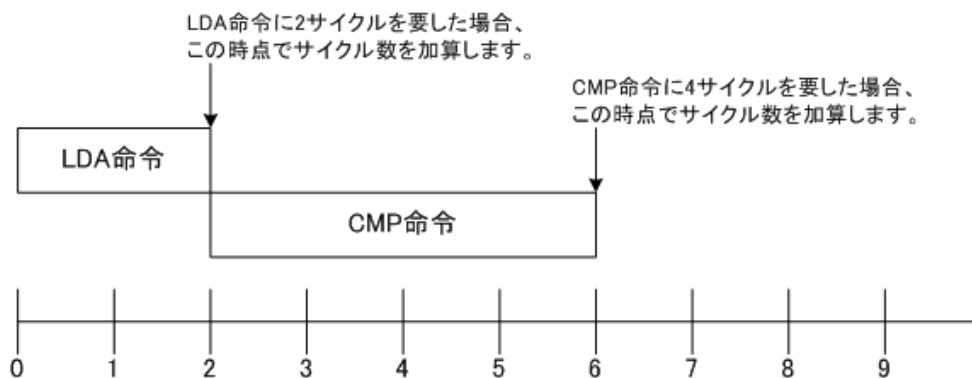 LDA命令に2サイクルを要した場合、
この時点でサイクル数を加算します。
CMP命令に4サイクルを要した場合、
この時点でサイクル数を加算します。
LDA命令
CMP命令
0 1 2 3 4 5 6 7 8 9